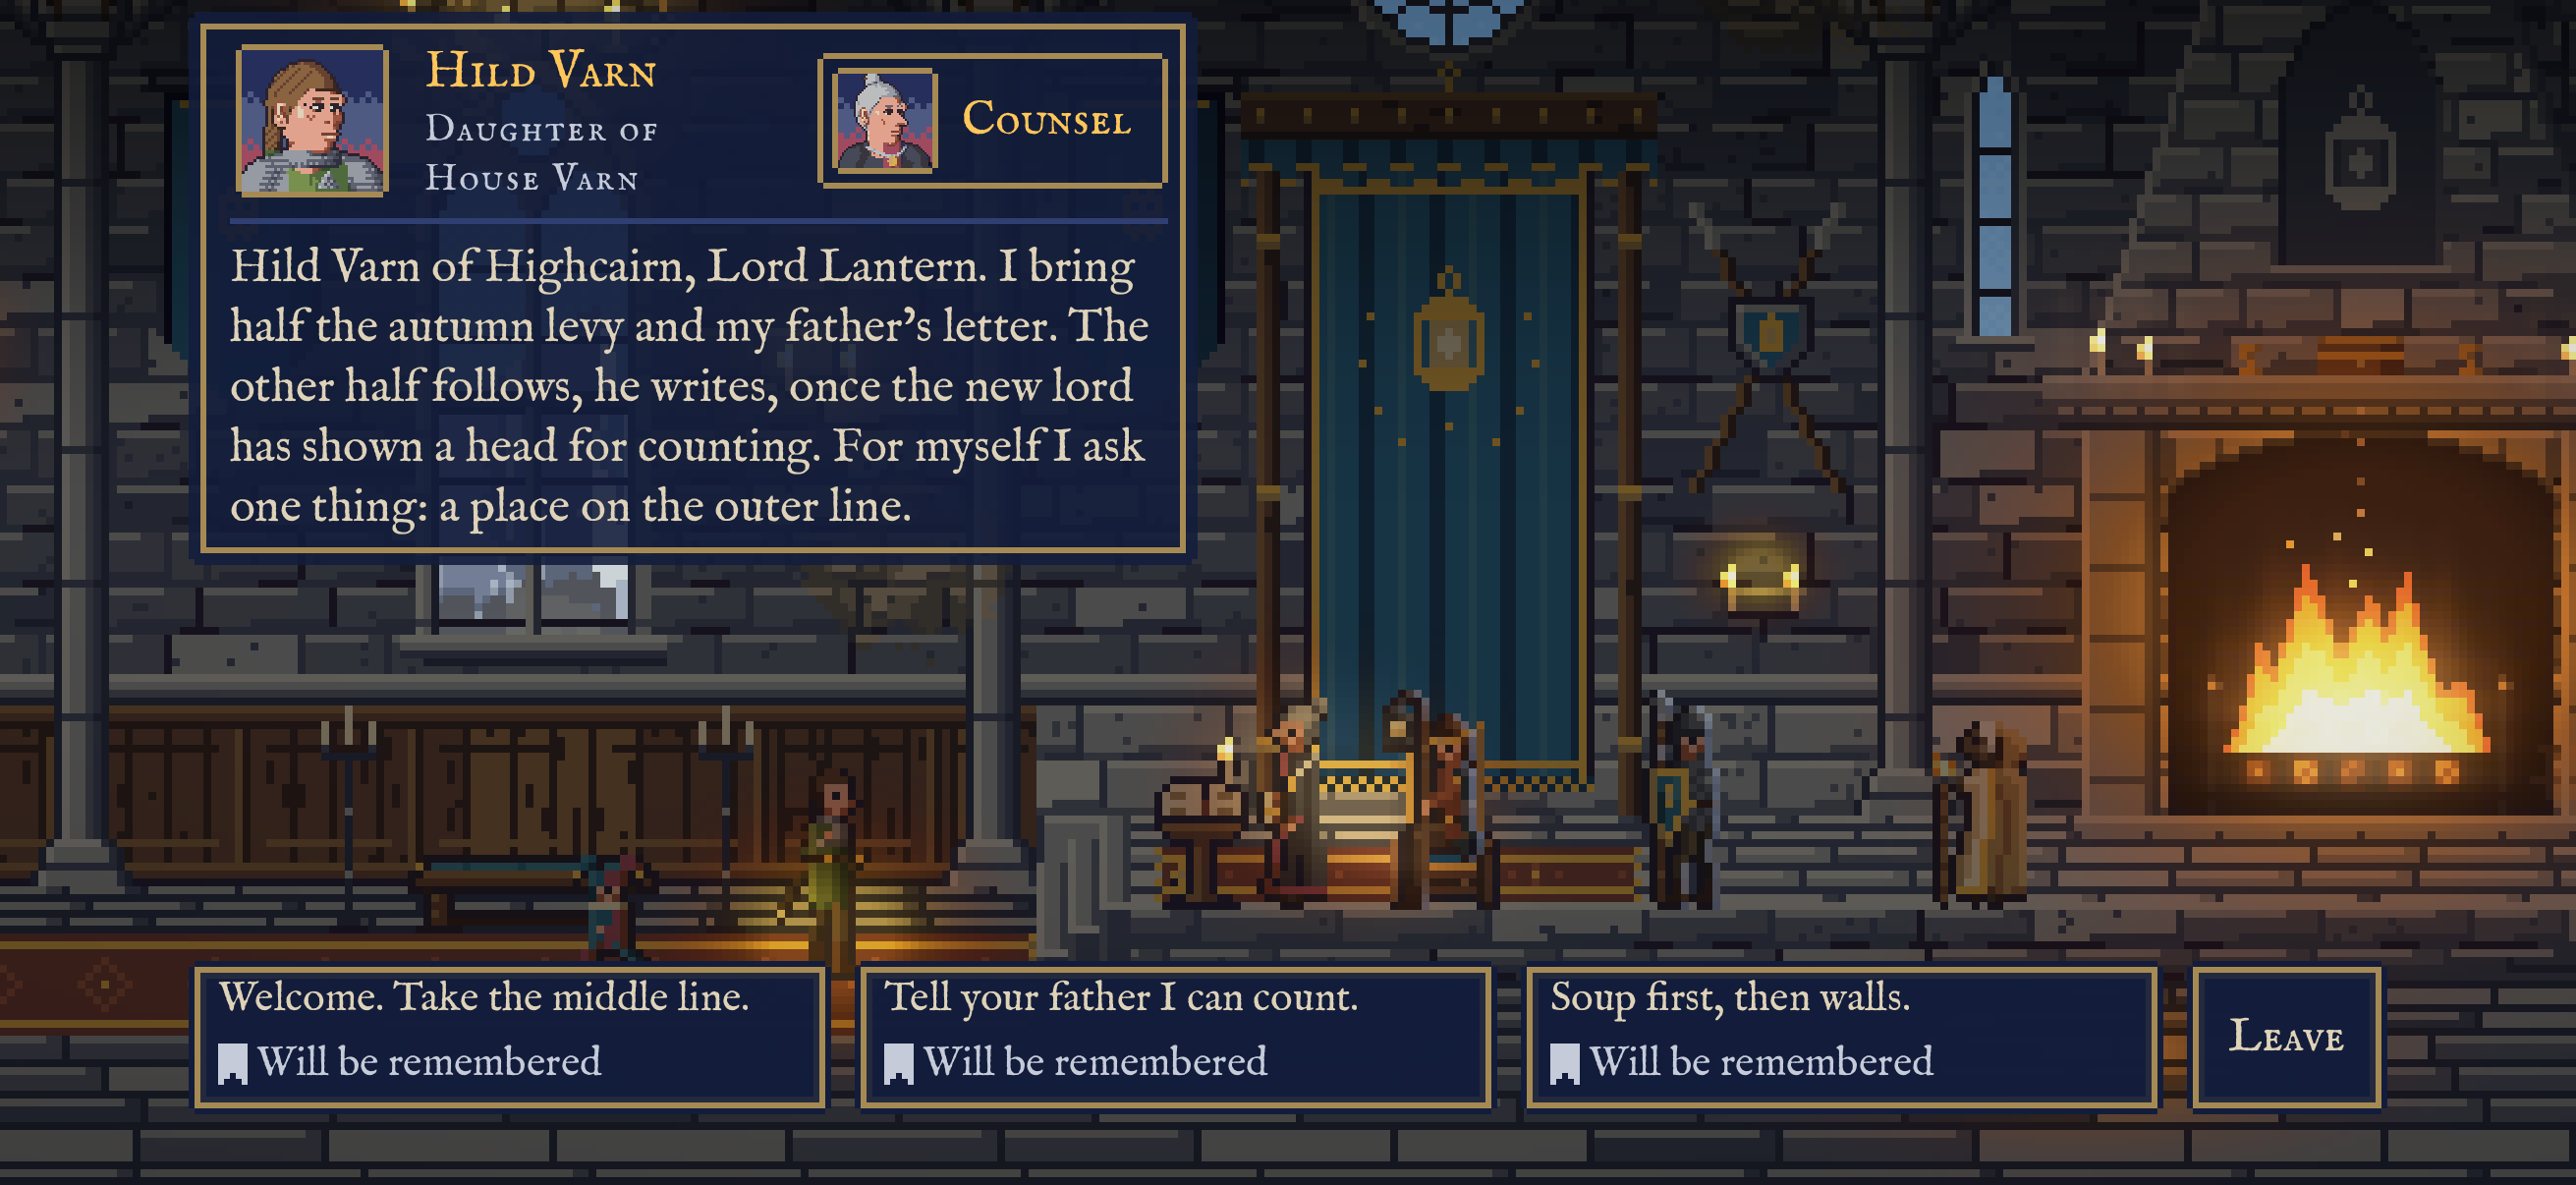 Hild Varn
Daughter of
House Varn
Counsel
Hild Varn of Highcairn, Lord Lantern. I bring
half the autumn levy and my father's letter. The
other half follows, he writes, once the new lord
has shown a head for counting. For myself I ask
one thing: a place on the outer line.
Welcome. Take the middle line.
Will be remembered
Tell your father I can count.
Will be remembered
Soup first, then walls.
Will be remembered
Leave